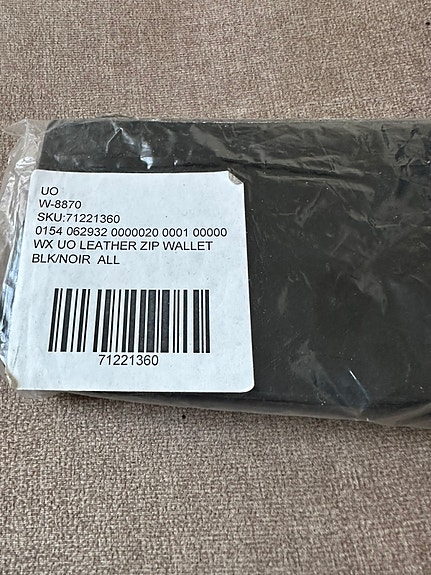 UO
W-8870
SKU:71221360
0154 062932 0000020 0001 00000
WX UO LEATHER ZIP WALLET
BLK/NOIR ALL
71221360